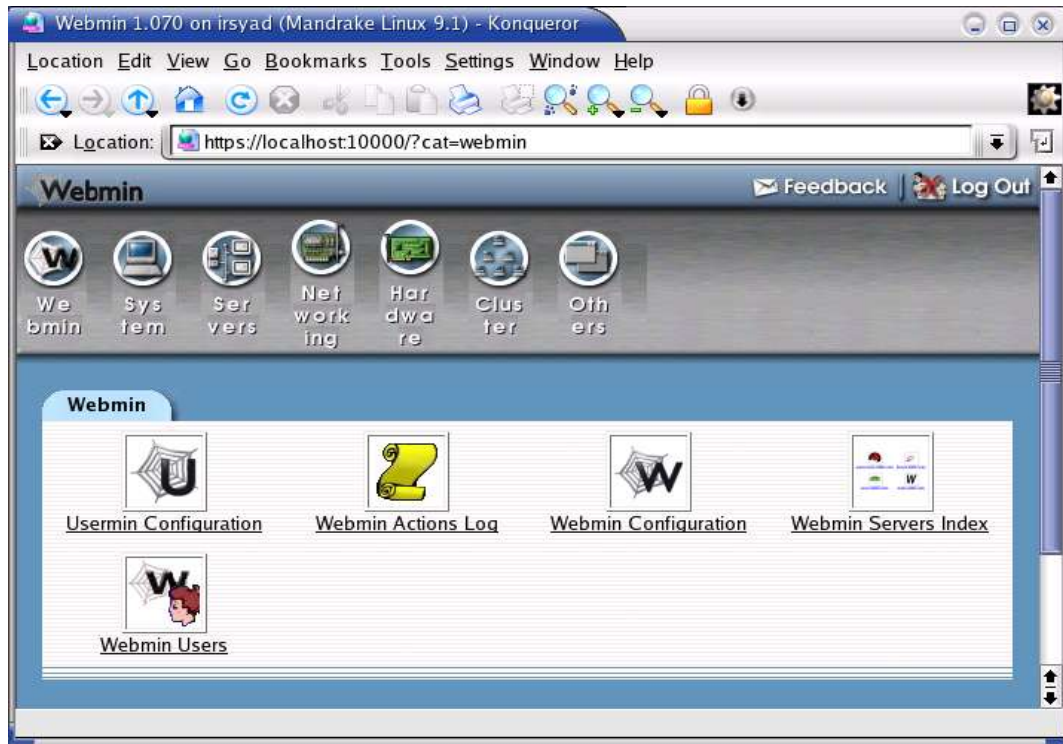 Webmin 1.070 on irsyad (Mandrake Linux 9.1) - Konqueror
Location Edit View Go Bookmarks Tools Settings Window Help
Location: https://localhost:10000/?cat=webmin
Webmin Feedback Log Out
We
bmin
Sys
tem
Ser
vers
Net
work
ing
Har
dwa
re
Clus
ter
Oth
ers
Webmin
Usermin Configuration
Webmin Actions Log
Webmin Configuration
Webmin Servers Index
Webmin Users